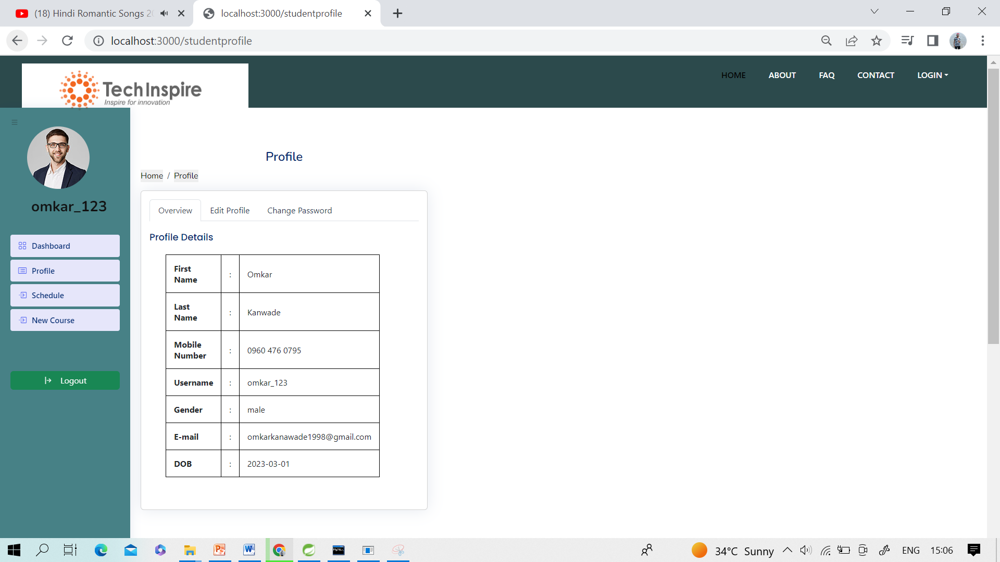 (18) Hindi Romantic Songs 20
localhost:3000/studentprofile
localhost:3000/studentprofile
TechInspire
Inspire for innovation
HOME ABOUT FAQ CONTACT LOGIN
omkar_123
Dashboard
Profile
Schedule
New Course
Logout
Profile
Home / Profile
Overview Edit Profile Change Password
Profile Details
First
Name : Omkar
Last
Name : Kanwade
Mobile
Number : 0960 476 0795
Username : omkar_123
Gender : male
E-mail : omkarkanawade1998@gmail.com
DOB : 2023-03-01
34°C Sunny ENG 15:06